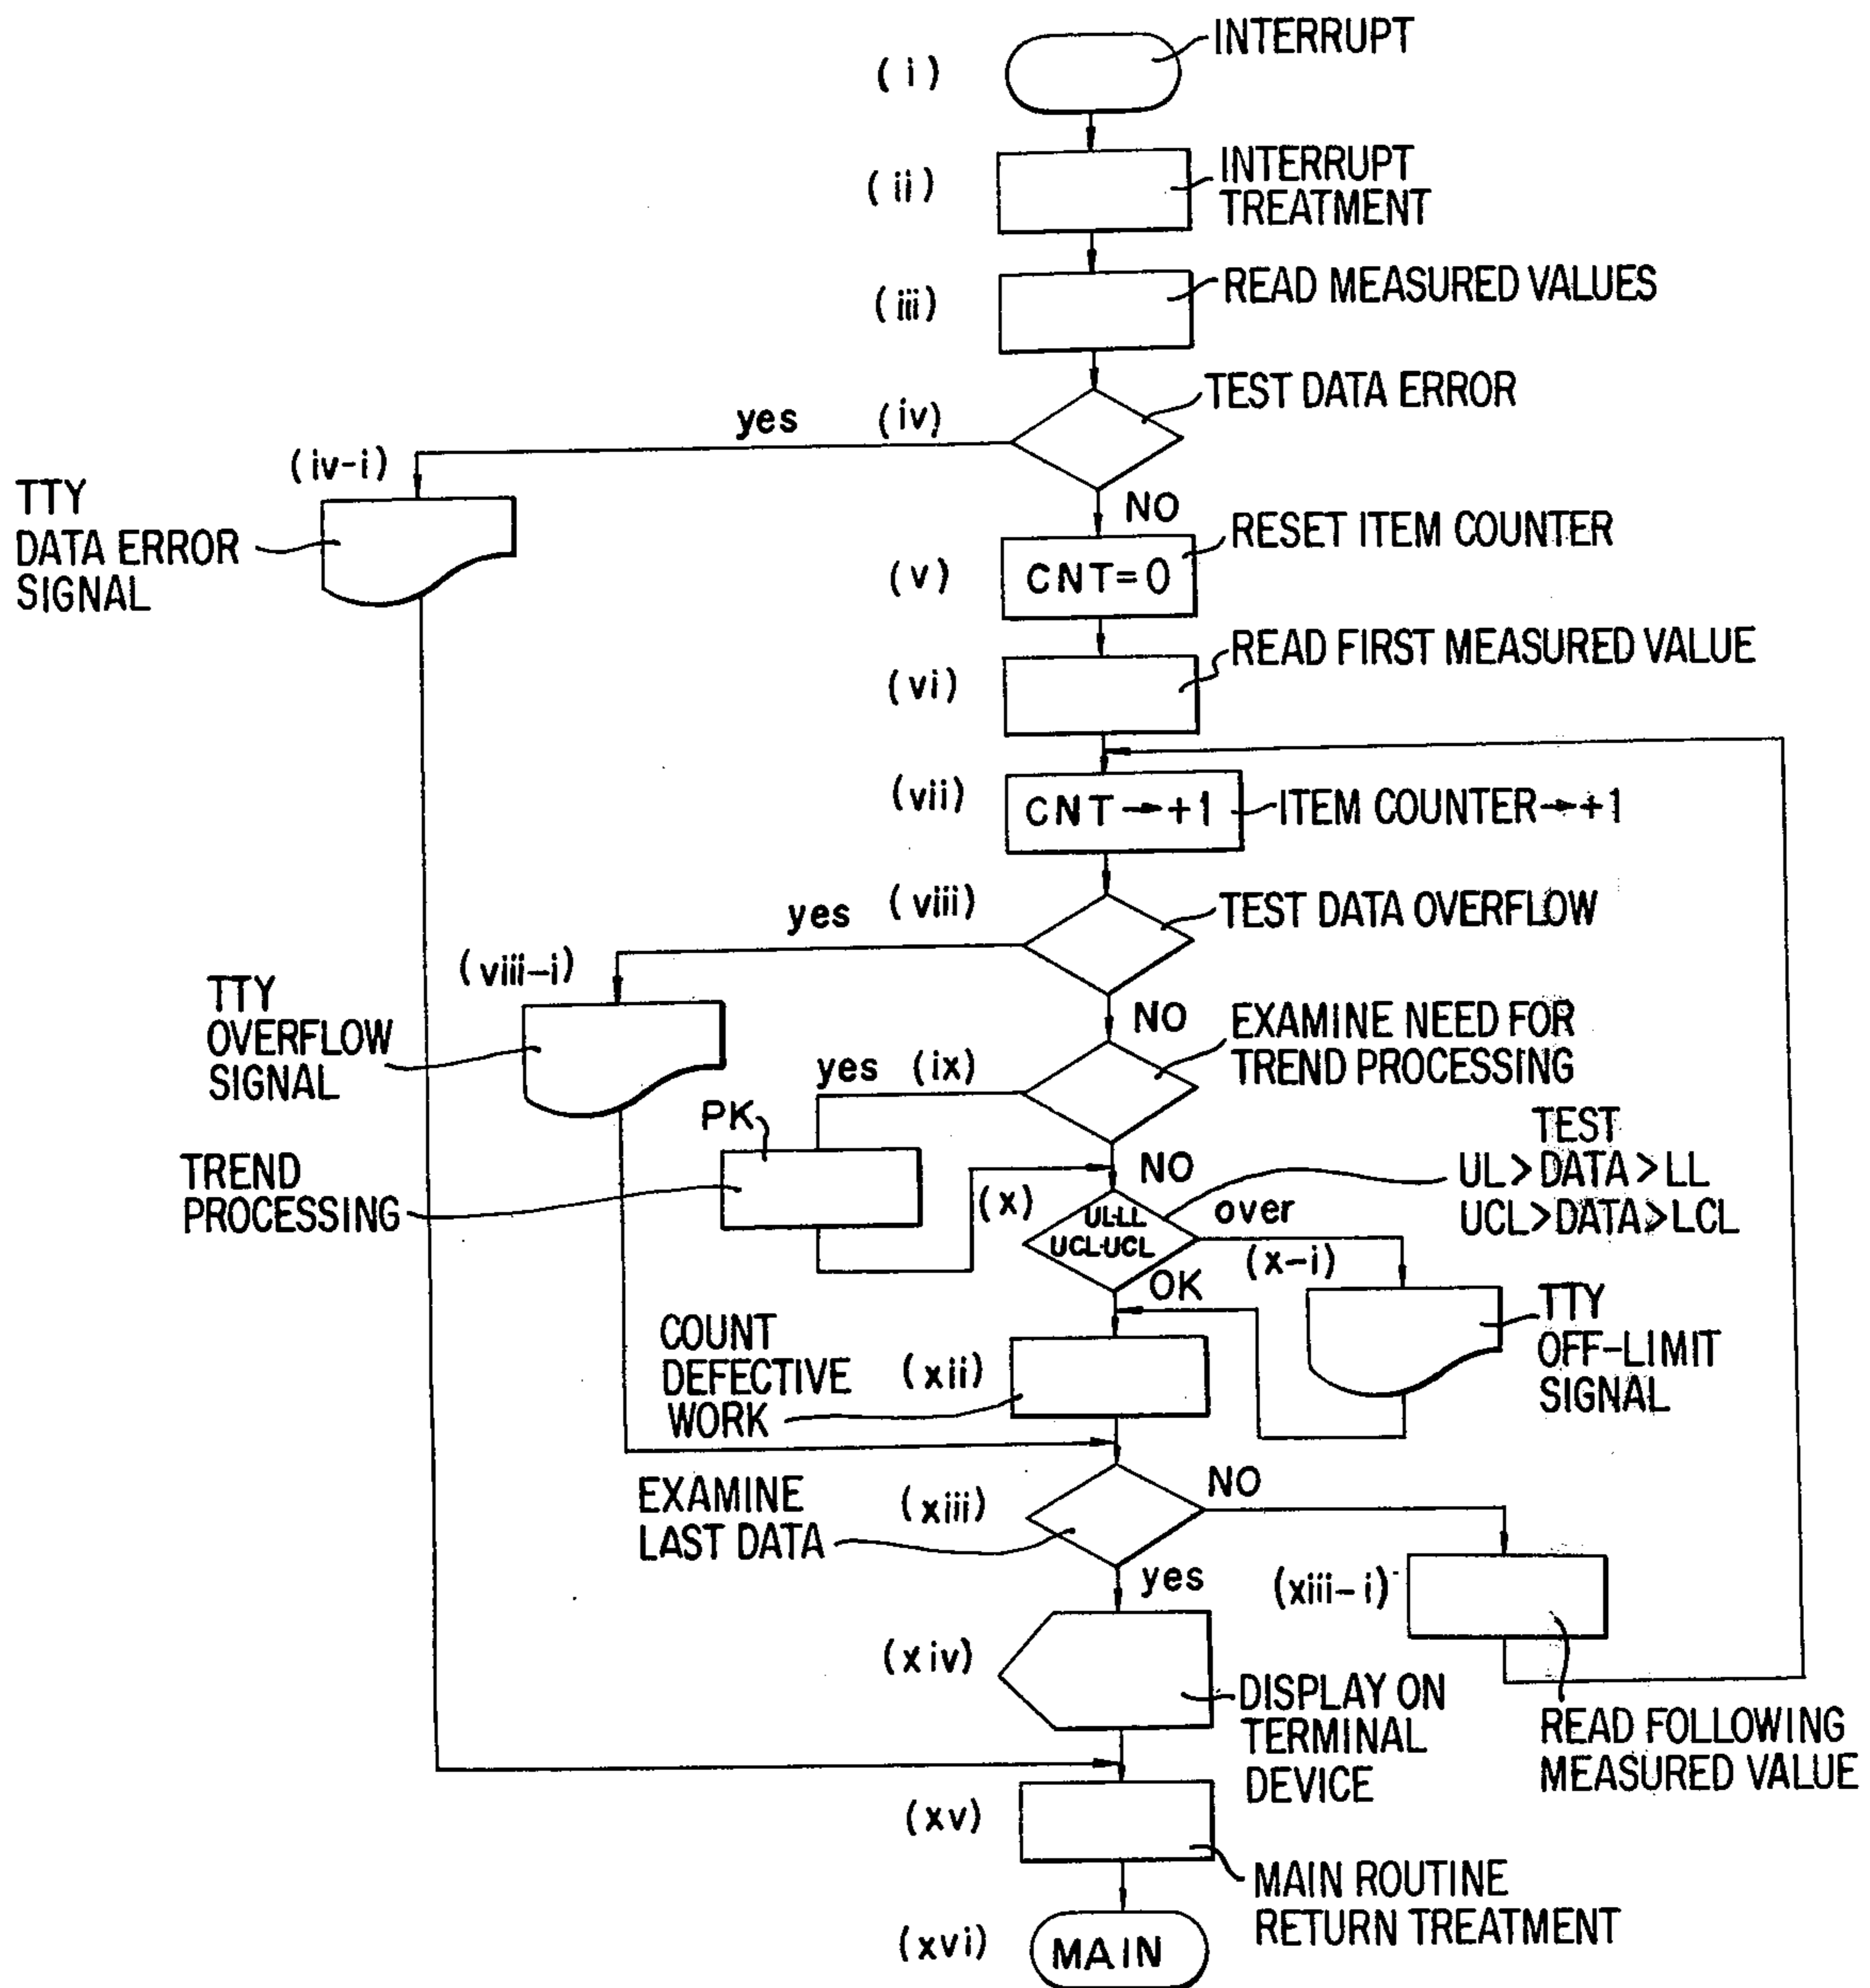 INTERRUPT
(i)
INTERRUPT
TREATMENT
(ii)
READ MEASURED VALUES
(iii)
TEST DATA ERROR
yes
(iv)
(iv-i)
TTY
DATA ERROR
SIGNAL
NO
RESET ITEM COUNTER
(v)
CNT=0
READ FIRST MEASURED VALUE
(vi)
(vii)
CNT→+1
ITEM COUNTER→+1
yes
(viii)
TEST DATA OVERFLOW
(viii-i)
TTY
OVERFLOW
SIGNAL
NO
EXAMINE NEED FOR
TREND PROCESSING
yes
(ix)
PK
TREND
PROCESSING
NO
TEST
UL>DATA>LL
UCL>DATA>LCL
(x)
UL·LL
UCL·UCL
over
(x-i)
OK
TTY
OFF-LIMIT
SIGNAL
COUNT
DEFECTIVE
WORK
(xii)
EXAMINE
LAST DATA
(xiii)
NO
yes
(xiii-i)
READ FOLLOWING
MEASURED VALUE
(xiv)
DISPLAY ON
TERMINAL
DEVICE
(xv)
MAIN ROUTINE
RETURN TREATMENT
(xvi)
MAIN